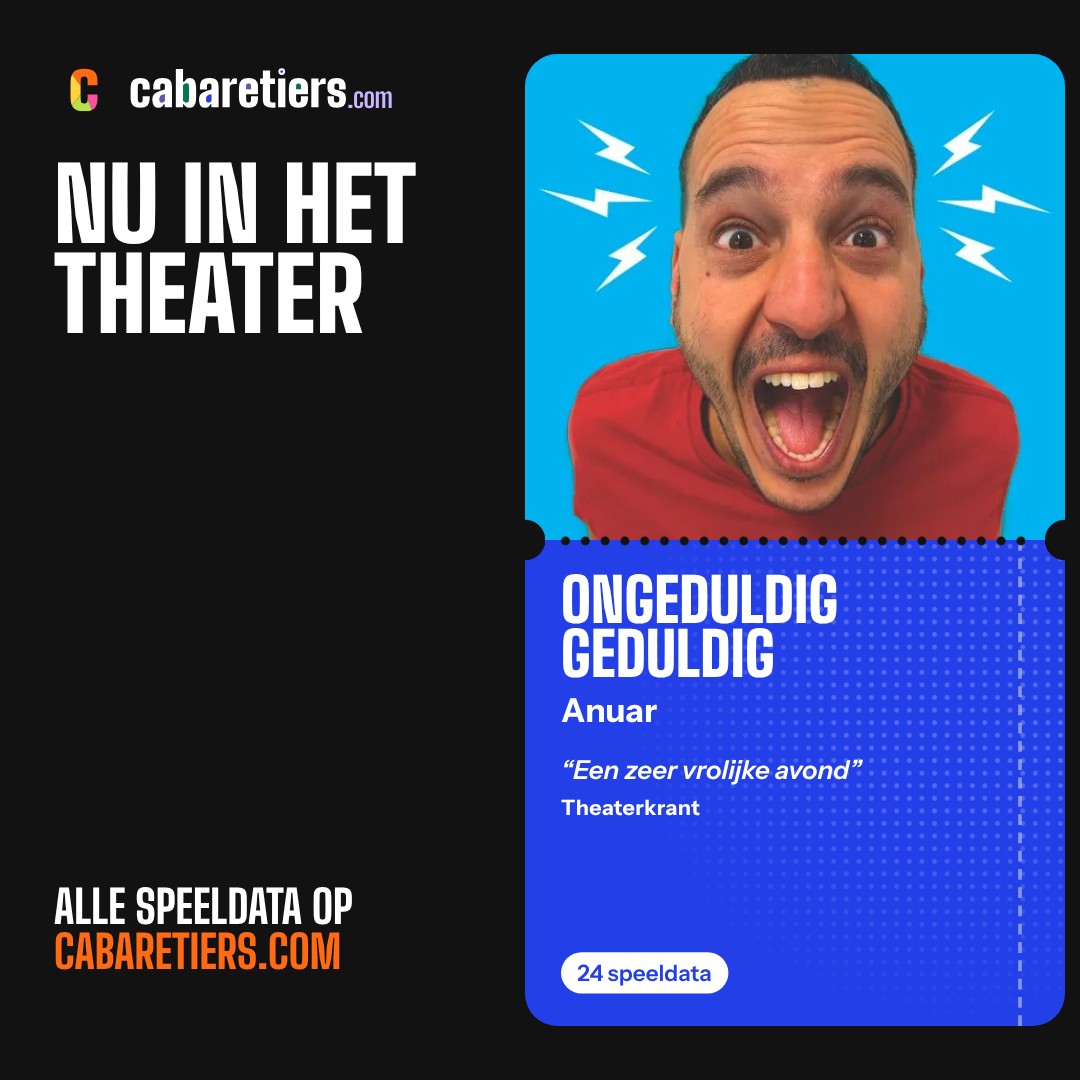 cabaretiers.com
NU IN HET
THEATER
ONGEDULDIG
GEDULDIG
Anuar
“Een zeer vrolijke avond”
Theaterkrant
24 speeldata
ALLE SPEELDATA OP
CABARETIERS.COM